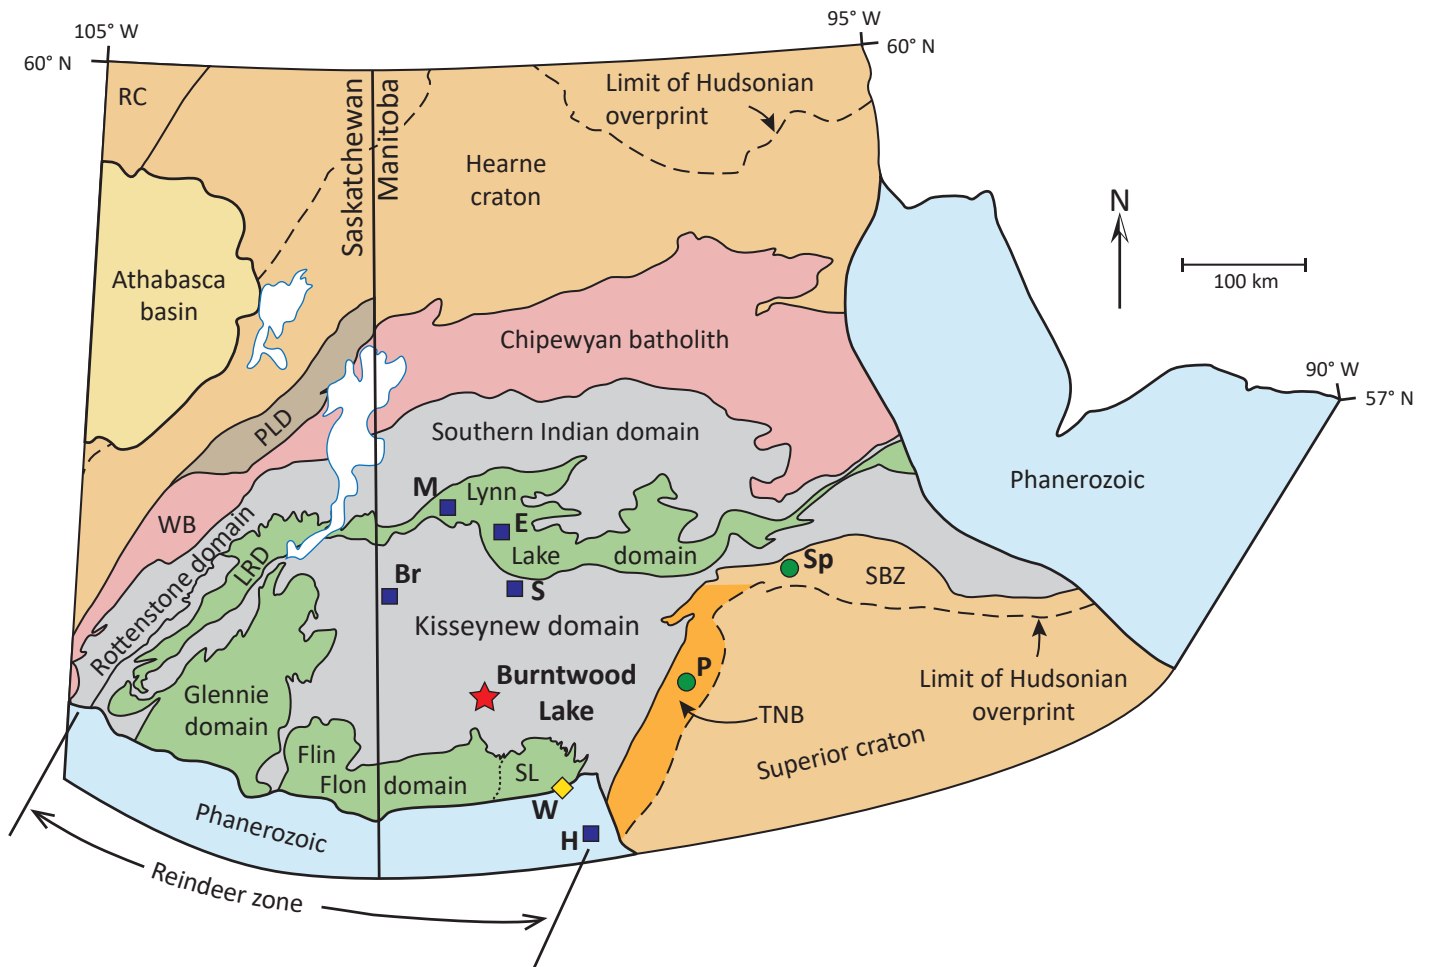 105° W
95° W
60° N
60° N
RC
Saskatchewan
Manitoba
Limit of Hudsonian
overprint
Hearne
craton
N
100 km
Athabasca
basin
Chipewyan batholith
90° W
57° N
PLD
Southern Indian domain
Phanerozoic
M
Lynn
WB
E
Lake
domain
Rottenstone domain
LRD
Br
S
Sp
SBZ
Kisseynew domain
Burntwood
Lake
P
Limit of Hudsonian
overprint
Glennie
domain
TNB
Superior craton
Flin
Flon
domain
SL
W
Phanerozoic
H
Reindeer zone